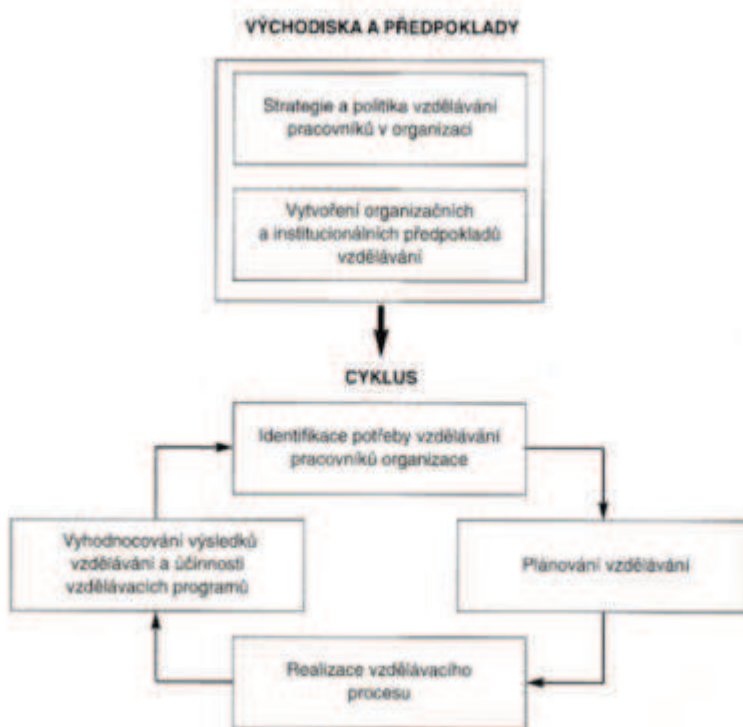 VÝCHODISKA A PŘEDPOKLADY
Strategie a politika vzdělávání
pracovníků v organizaci
Vytvoření organizačních
a institucionálních předpokladů
vzdělávání
CYKLUS
Identifikace potřeby vzdělávání
pracovníků organizace
Vyhodnocování výsledků
vzdělávání a účinnosti
vzdělávacích programů
Plánování vzdělávání
Realizace vzdělávacího
procesu